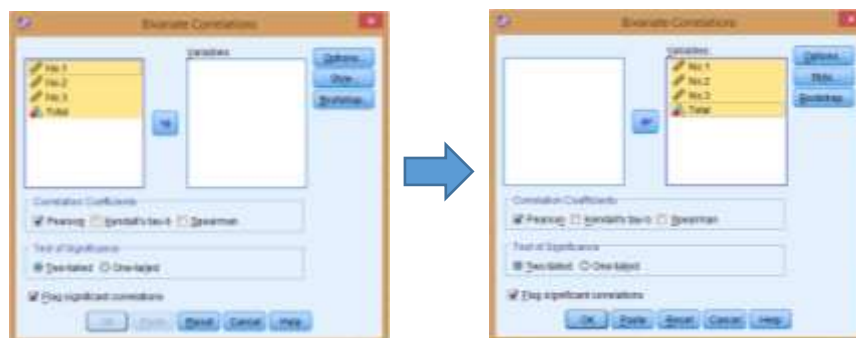 Bivariate Correlations
Variables:
No.1
No.2
No.3
Total
Options...
Style...
Bootstrap...
Correlation Coefficients
Pearson Kendall's tau-b Spearman
Test of Significance
Two-tailed One-tailed
Flag significant correlations
OK Paste Reset Cancel Help
Bivariate Correlations
Variables:
No.1
No.2
No.3
Total
Options...
Style...
Bootstrap...
Correlation Coefficients
Pearson Kendall's tau-b Spearman
Test of Significance
Two-tailed One-tailed
Flag significant correlations
OK Paste Reset Cancel Help